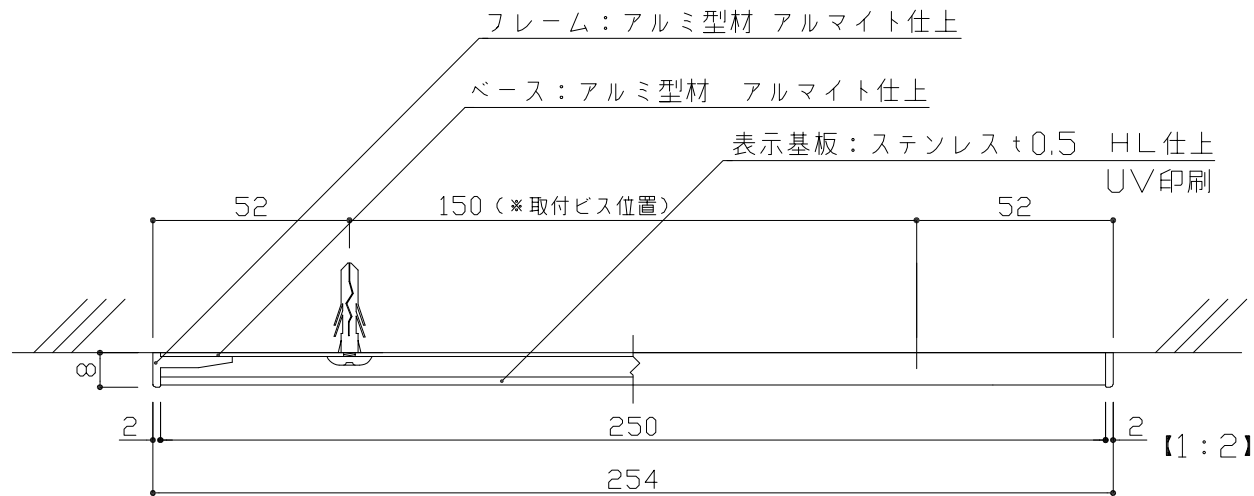 フレーム：アルミ型材 アルマイト仕上
ベース：アルミ型材　アルマイト仕上
表示基板：ステンレスt0.5　HL仕上
UV印刷
52
150（※取付ビス位置）
52
8
2
250
2
【1：2】
254